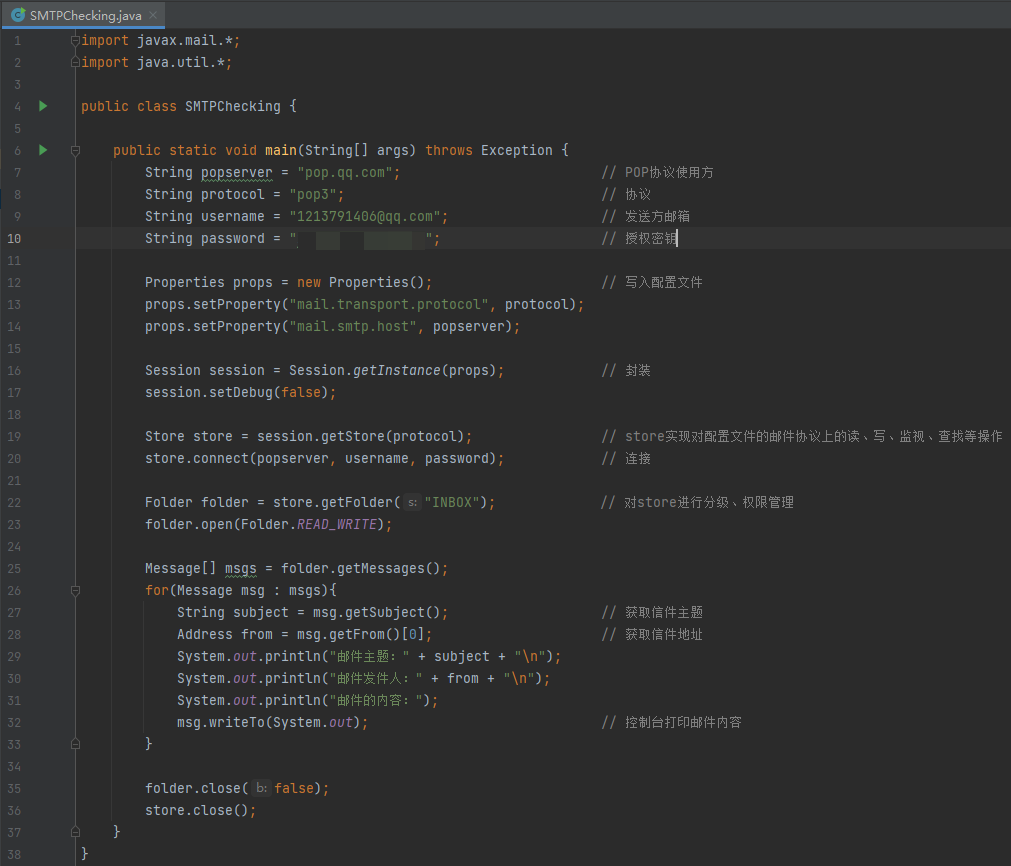 SMTPChecking.java
1 import javax.mail.*;
2 import java.util.*;
3
4 public class SMTPChecking {
5
6 public static void main(String[] args) throws Exception {
7 String popserver = "pop.qq.com"; // POP协议使用方
8 String protocol = "pop3"; // 协议
9 String username = "1213791406@qq.com"; // 发送方邮箱
10 String password = " "; // 授权密钥
11
12 Properties props = new Properties(); // 写入配置文件
13 props.setProperty("mail.transport.protocol", protocol);
14 props.setProperty("mail.smtp.host", popserver);
15
16 Session session = Session.getInstance(props); // 封装
17 session.setDebug(false);
18
19 Store store = session.getStore(protocol); // store实现对配置文件的邮件协议上的读、写、监视、查找等操作
20 store.connect(popserver, username, password); // 连接
21
22 Folder folder = store.getFolder( s: "INBOX"); // 对store进行分级、权限管理
23 folder.open(Folder.READ_WRITE);
24
25 Message[] msgs = folder.getMessages();
26 for(Message msg : msgs){
27 String subject = msg.getSubject(); // 获取信件主题
28 Address from = msg.getFrom()[0]; // 获取信件地址
29 System.out.println("邮件主题：" + subject + "\n");
30 System.out.println("邮件发件人：" + from + "\n");
31 System.out.println("邮件的内容：");
32 msg.writeTo(System.out); // 控制台打印邮件内容
33 }
34
35 folder.close( b: false);
36 store.close();
37 }
38 }